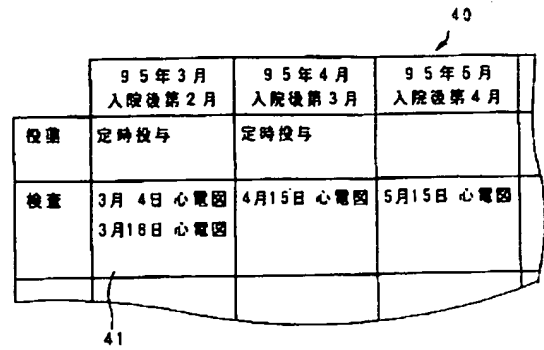 40
95年3月 95年4月 95年5月
入院後第2月 入院後第3月 入院後第4月
投薬 定時投与 定時投与
検査 3月 4日 心電図 4月15日 心電図 5月15日 心電図
3月18日 心電図
41